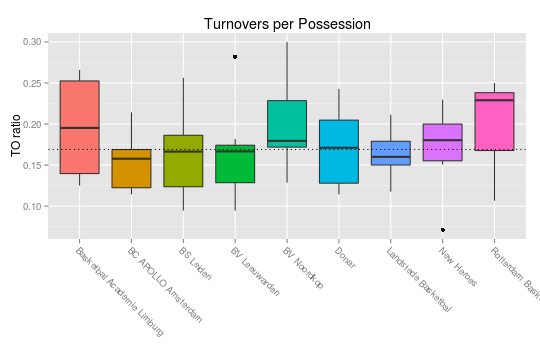 Turnovers per Possession
TO ratio
0.30
0.25
0.20
0.15
0.10
Basketbal Academie Limburg
BC APOLLO Amsterdam
BS Leiden
BV Leeuwarden
BV Noordkop
Donar
Landstede Basketbal
New Heroes
Rotterdam Bask